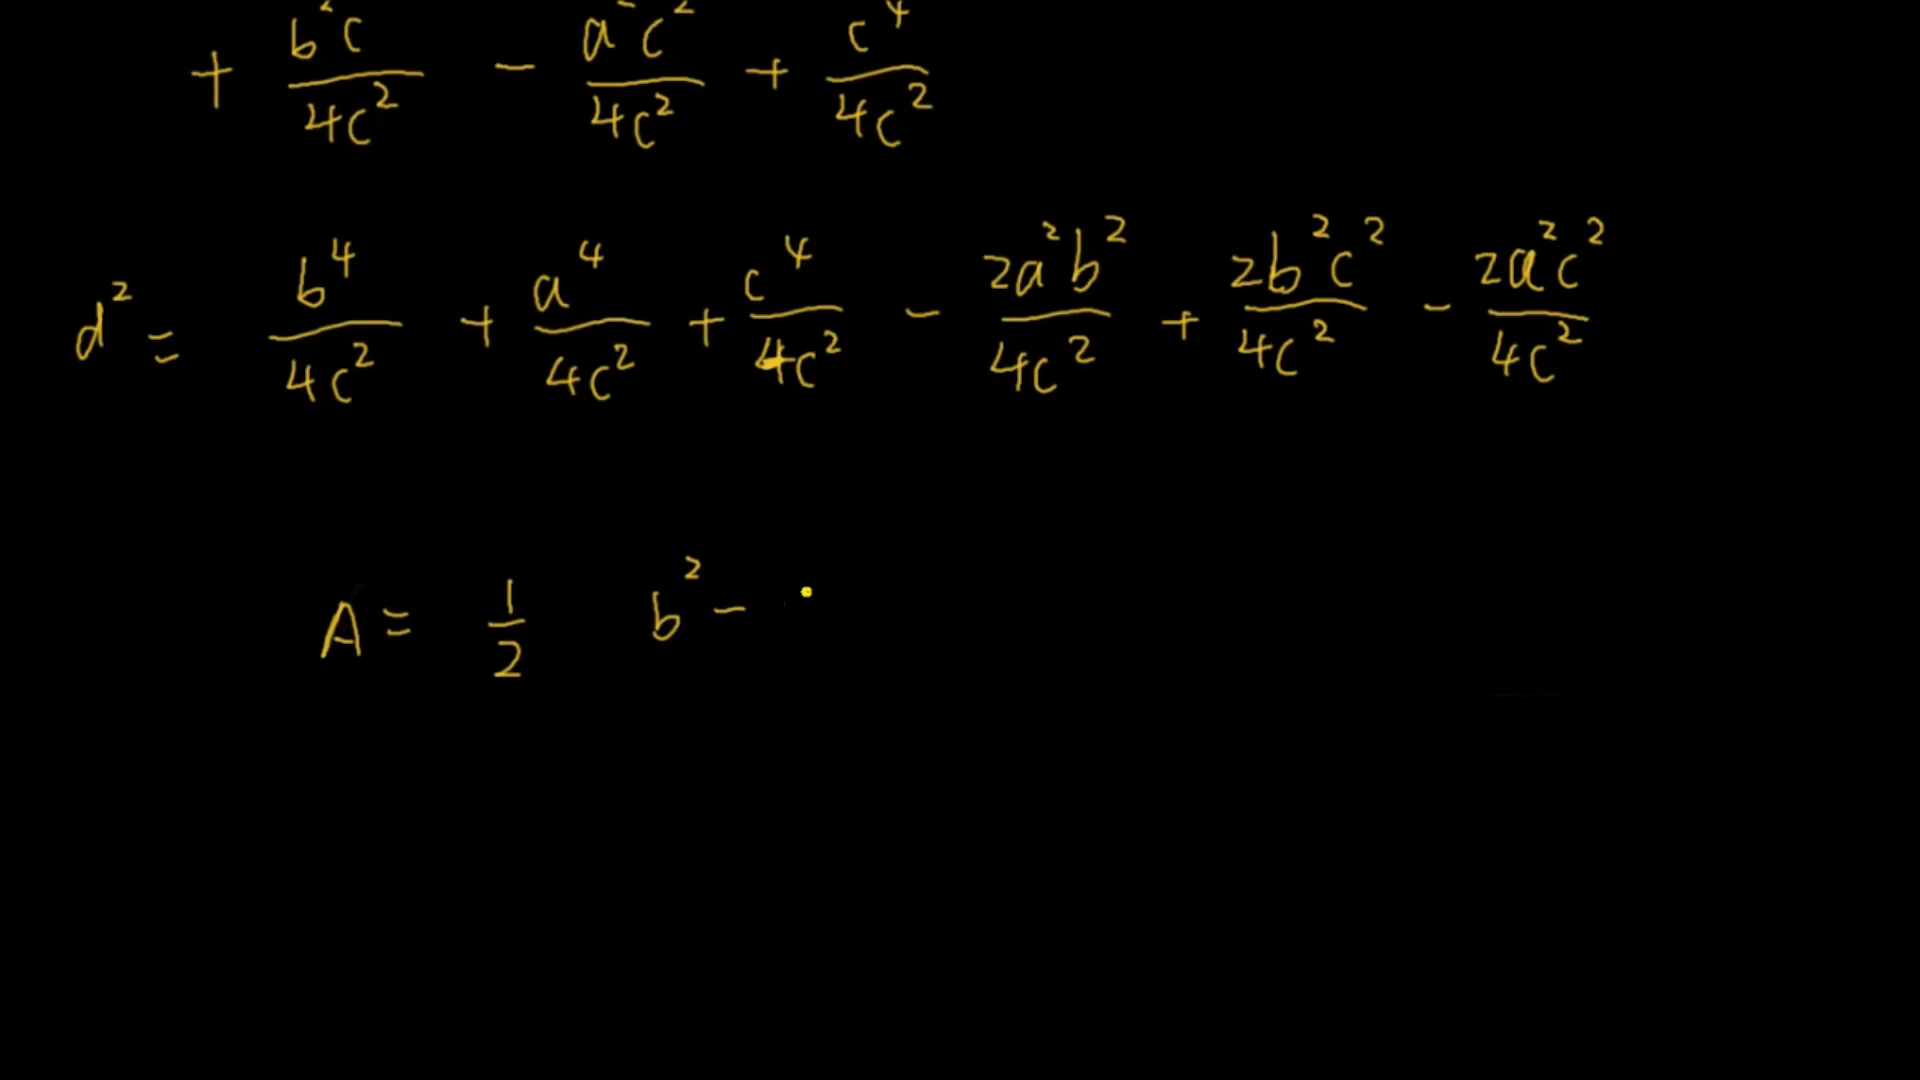 + b²c/4c² - a²c²/4c² + c⁴/4c²
d² = b⁴/4c² + a⁴/4c² + c⁴/4c² - 2a²b²/4c² + 2b²c²/4c² - 2a²c²/4c²
A = 1/2 b² -